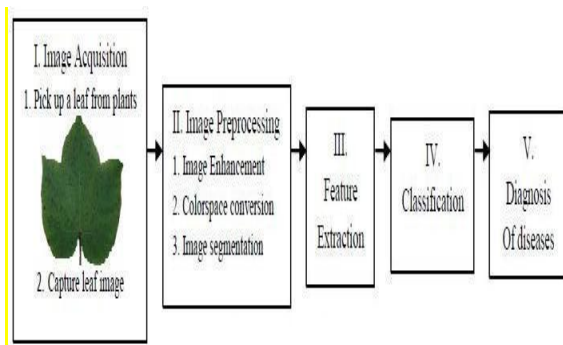 I. Image Acquisition
1. Pick up a leaf from plants
2. Capture leaf image
II. Image Preprocessing
1. Image Enhancement
2. Colorspace conversion
3. Image segmentation
III.
Feature
Extraction
IV.
Classification
V.
Diagnosis
Of diseases